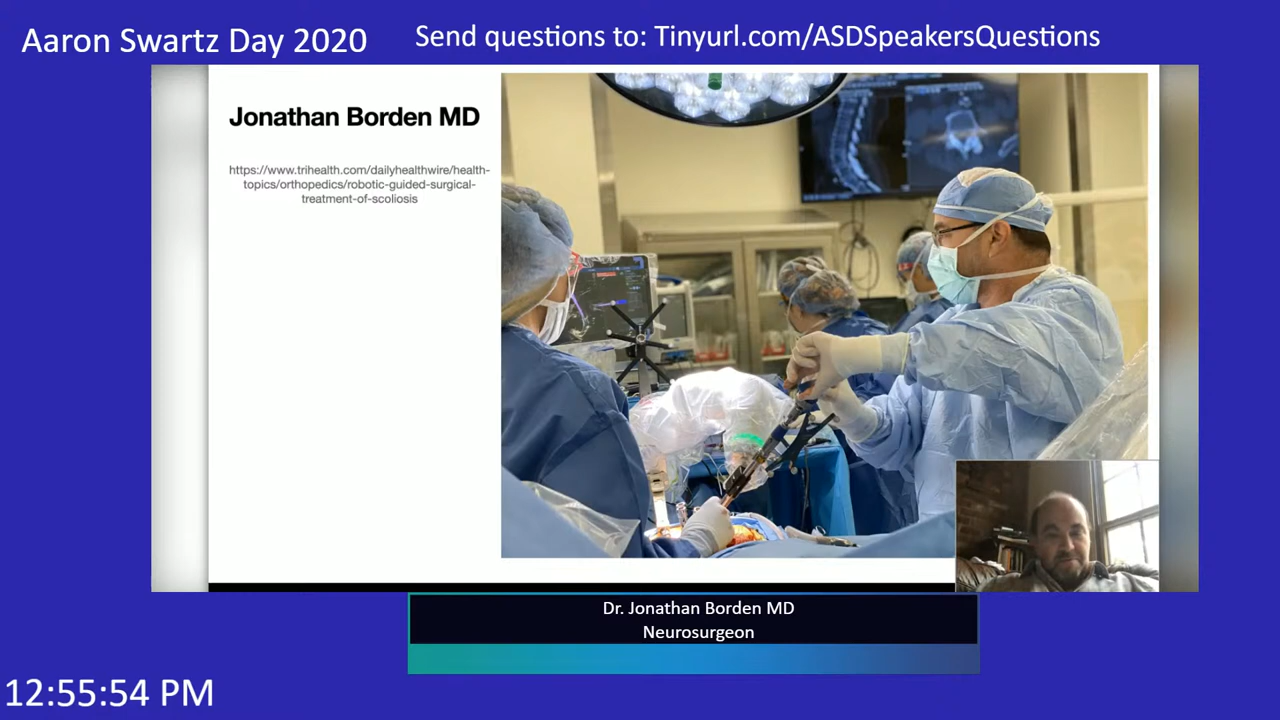 Aaron Swartz Day 2020
Send questions to: Tinyurl.com/ASDSpeakersQuestions
Jonathan Borden MD
https://www.trihealth.com/dailyhealthwire/health-
topics/orthopedics/robotic-guided-surgical-
treatment-of-scoliosis
Dr. Jonathan Borden MD
Neurosurgeon
12:55:54 PM